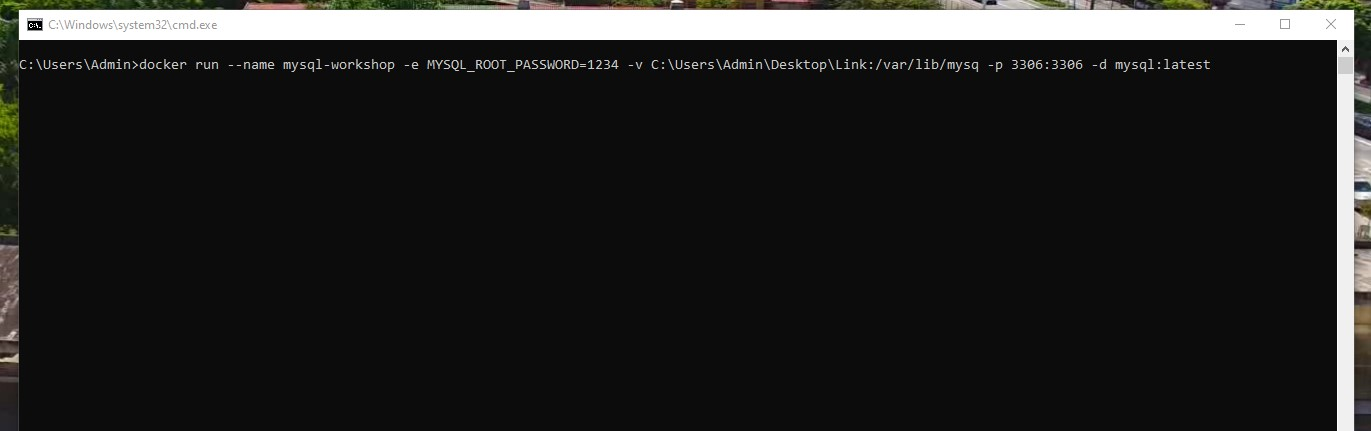 C:\Windows\system32\cmd.exe
C:\Users\Admin>docker run --name mysql-workshop -e MYSQL_ROOT_PASSWORD=1234 -v C:\Users\Admin\Desktop\Link:/var/lib/mysq -p 3306:3306 -d mysql:latest